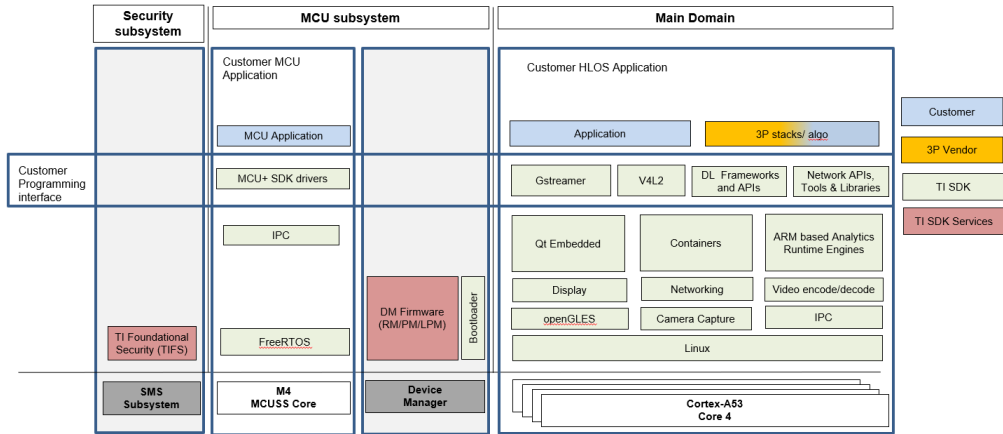 Security
subsystem
MCU subsystem
Main Domain
Customer MCU
Application
Customer HLOS Application
MCU Application
Application
3P stacks/ algo
Customer
3P Vendor
TI SDK
TI SDK Services
Customer
Programming
interface
MCU+ SDK drivers
Gstreamer
V4L2
DL Frameworks
and APIs
Network APIs,
Tools & Libraries
IPC
Qt Embedded
Containers
ARM based Analytics
Runtime Engines
DM Firmware
(RM/PM/LPM)
Bootloader
Display
Networking
Video encode/decode
openGLES
Camera Capture
IPC
TI Foundational
Security (TIFS)
FreeRTOS
Linux
SMS
Subsystem
M4
MCUSS Core
Device
Manager
Cortex-A53
Core 4